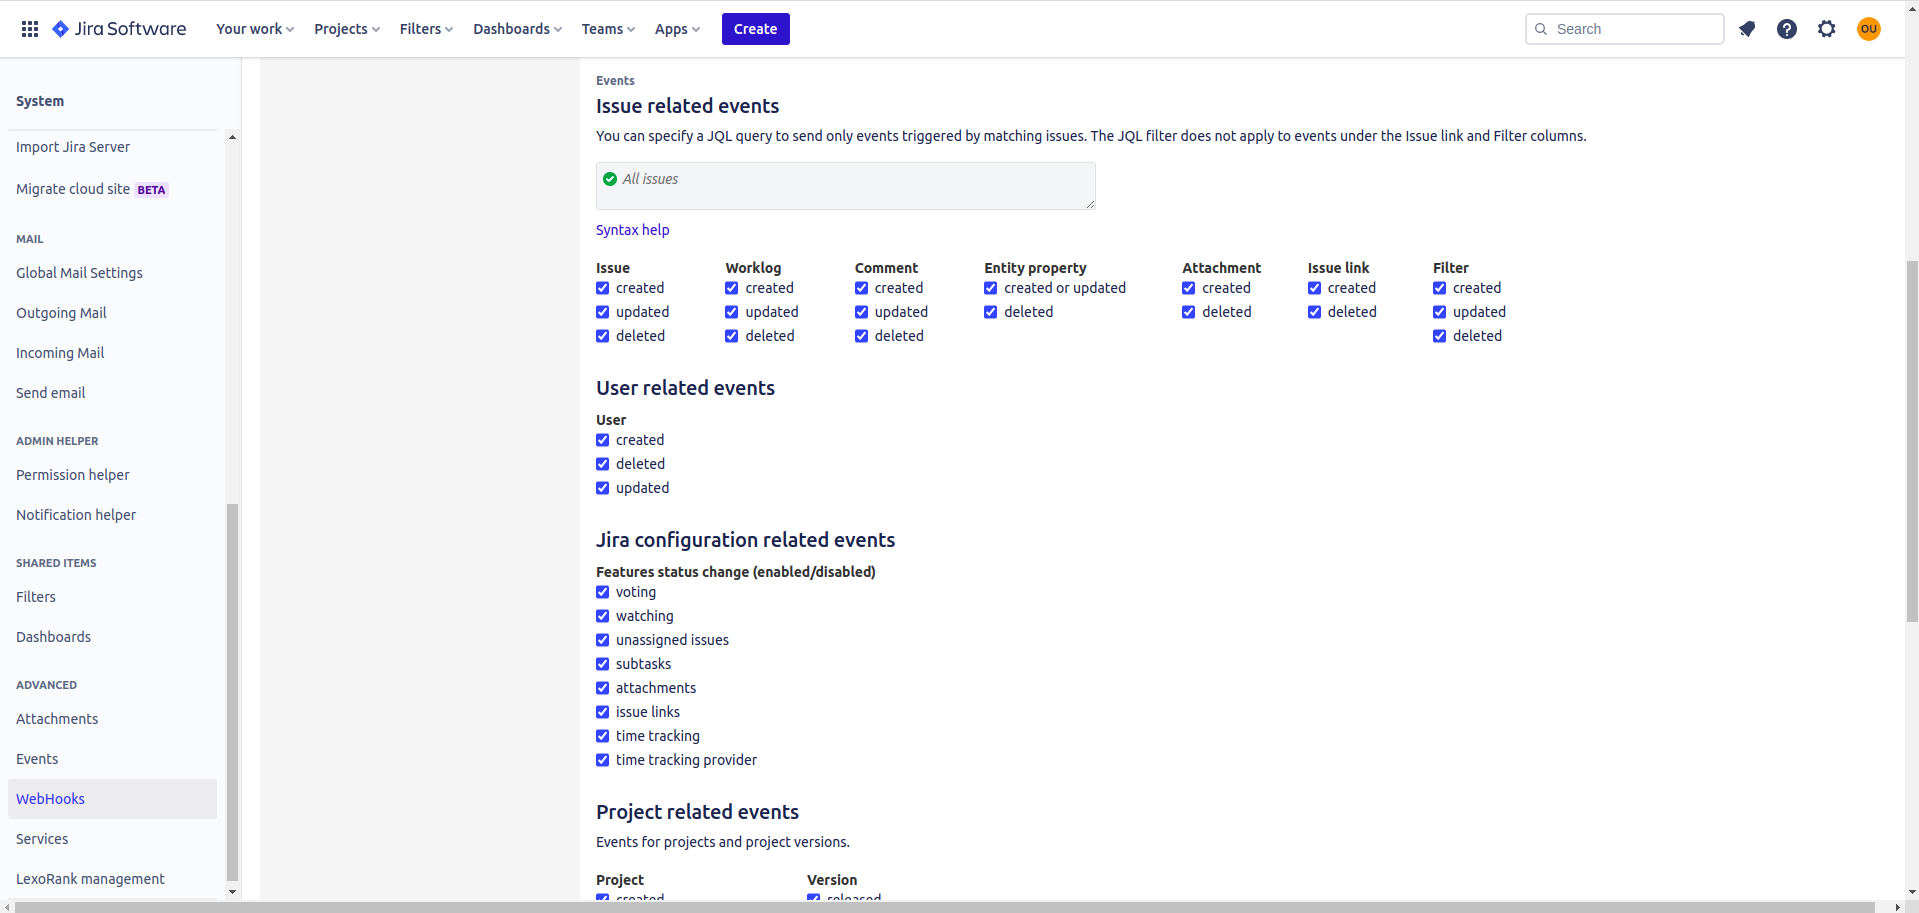 Jira Software Your work Projects Filters Dashboards Teams Apps Create Search OU
System
Import Jira Server
Migrate cloud site BETA
MAIL
Global Mail Settings
Outgoing Mail
Incoming Mail
Send email
ADMIN HELPER
Permission helper
Notification helper
SHARED ITEMS
Filters
Dashboards
ADVANCED
Attachments
Events
WebHooks
Services
LexoRank management
Events
Issue related events
You can specify a JQL query to send only events triggered by matching issues. The JQL filter does not apply to events under the Issue link and Filter columns.
All issues
Syntax help
Issue Worklog Comment Entity property Attachment Issue link Filter
created created created created or updated created created created
updated updated updated deleted deleted deleted updated
deleted deleted deleted deleted
User related events
User
created
deleted
updated
Jira configuration related events
Features status change (enabled/disabled)
voting
watching
unassigned issues
subtasks
attachments
issue links
time tracking
time tracking provider
Project related events
Events for projects and project versions.
Project Version
created released